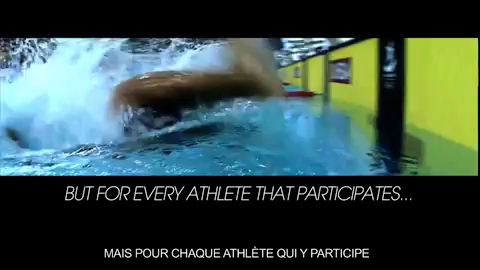 BUT FOR EVERY ATHLETE THAT PARTICIPATES...
MAIS POUR CHAQUE ATHLÈTE QUI Y PARTICIPE